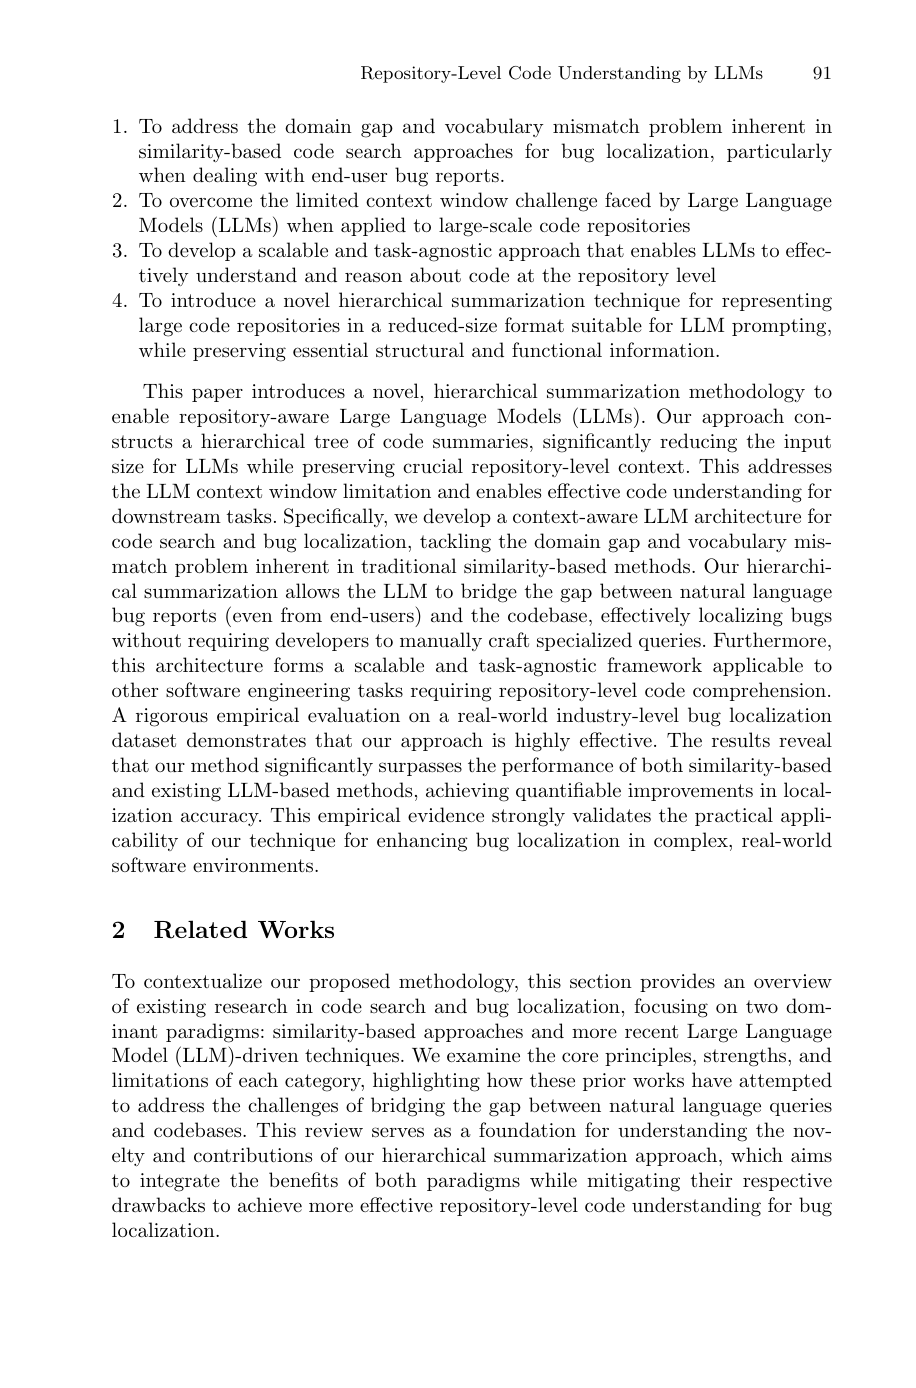 Repository-Level Code Understanding by LLMs 91
1. To address the domain gap and vocabulary mismatch problem inherent in
similarity-based code search approaches for bug localization, particularly
when dealing with end-user bug reports.
2. To overcome the limited context window challenge faced by Large Language
Models (LLMs) when applied to large-scale code repositories
3. To develop a scalable and task-agnostic approach that enables LLMs to effec-
tively understand and reason about code at the repository level
4. To introduce a novel hierarchical summarization technique for representing
large code repositories in a reduced-size format suitable for LLM prompting,
while preserving essential structural and functional information.
This paper introduces a novel, hierarchical summarization methodology to
enable repository-aware Large Language Models (LLMs). Our approach con-
structs a hierarchical tree of code summaries, significantly reducing the input
size for LLMs while preserving crucial repository-level context. This addresses
the LLM context window limitation and enables effective code understanding for
downstream tasks. Specifically, we develop a context-aware LLM architecture for
code search and bug localization, tackling the domain gap and vocabulary mis-
match problem inherent in traditional similarity-based methods. Our hierarchi-
cal summarization allows the LLM to bridge the gap between natural language
bug reports (even from end-users) and the codebase, effectively localizing bugs
without requiring developers to manually craft specialized queries. Furthermore,
this architecture forms a scalable and task-agnostic framework applicable to
other software engineering tasks requiring repository-level code comprehension.
A rigorous empirical evaluation on a real-world industry-level bug localization
dataset demonstrates that our approach is highly effective. The results reveal
that our method significantly surpasses the performance of both similarity-based
and existing LLM-based methods, achieving quantifiable improvements in local-
ization accuracy. This empirical evidence strongly validates the practical appli-
cability of our technique for enhancing bug localization in complex, real-world
software environments.
2 Related Works
To contextualize our proposed methodology, this section provides an overview
of existing research in code search and bug localization, focusing on two dom-
inant paradigms: similarity-based approaches and more recent Large Language
Model (LLM)-driven techniques. We examine the core principles, strengths, and
limitations of each category, highlighting how these prior works have attempted
to address the challenges of bridging the gap between natural language queries
and codebases. This review serves as a foundation for understanding the nov-
elty and contributions of our hierarchical summarization approach, which aims
to integrate the benefits of both paradigms while mitigating their respective
drawbacks to achieve more effective repository-level code understanding for bug
localization.